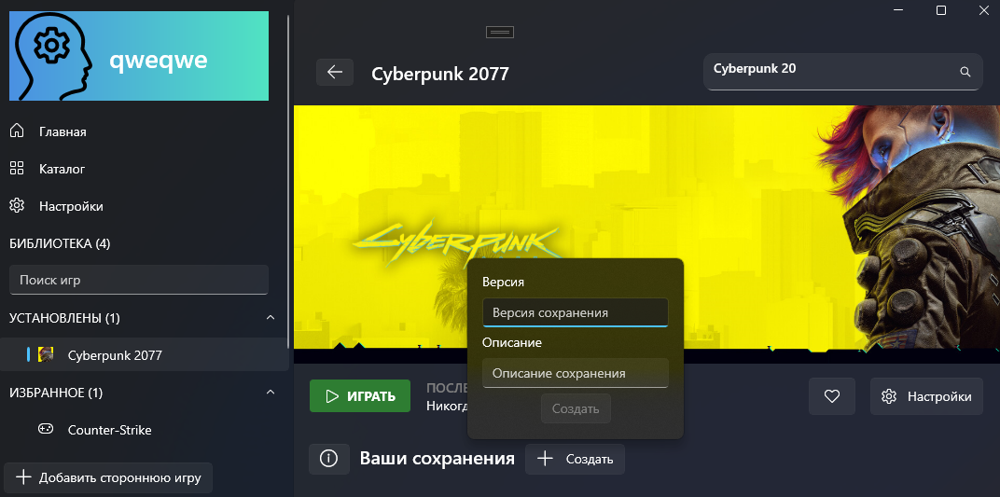 qweqwe
Главная
Каталог
Настройки
БИБЛИОТЕКА (4)
Поиск игр
УСТАНОВЛЕНЫ (1)
Cyberpunk 2077
ИЗБРАННОЕ (1)
Counter-Strike
Добавить стороннюю игру
Cyberpunk 2077
Cyberpunk 20
CYBERPUNK
Версия
Версия сохранения
Описание
Описание сохранения
Создать
ИГРАТЬ
ПОСЛЕ
Никогд
Настройки
Ваши сохранения
Создать